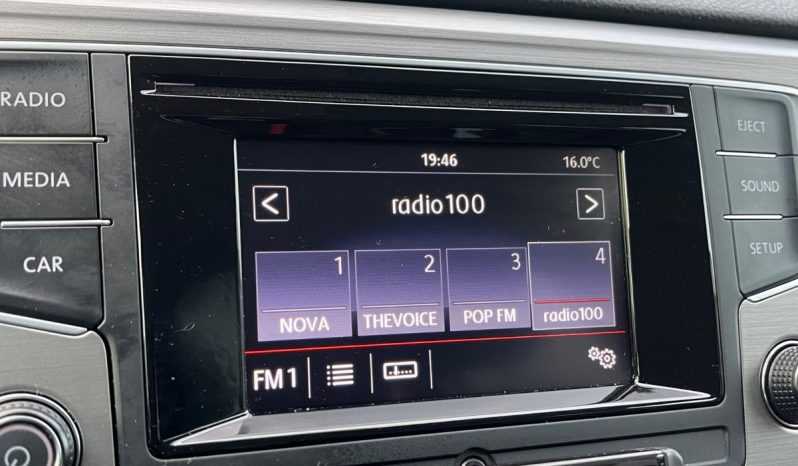 RADIO
MEDIA
CAR
19:46 16.0°C
< radio100 >
1 2 3 4
NOVA THEVOICE POP FM radio100
FM1
EJECT
SOUND
SETUP